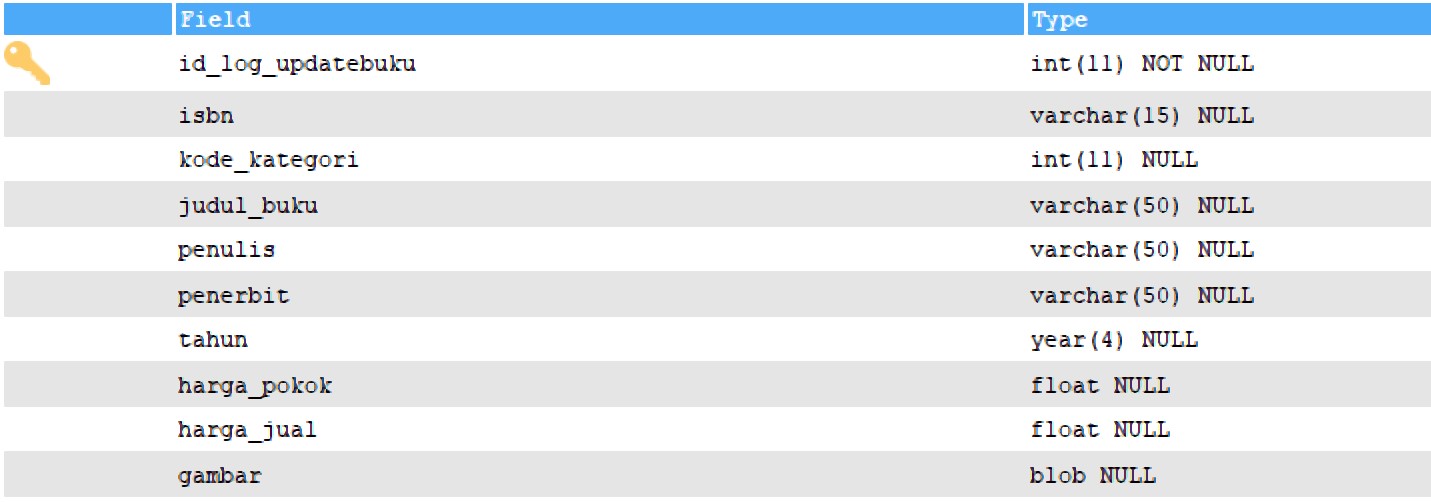 Field Type
id_log_updatebuku int(11) NOT NULL
isbn varchar(15) NULL
kode_kategori int(11) NULL
judul_buku varchar(50) NULL
penulis varchar(50) NULL
penerbit varchar(50) NULL
tahun year(4) NULL
harga_pokok float NULL
harga_jual float NULL
gambar blob NULL